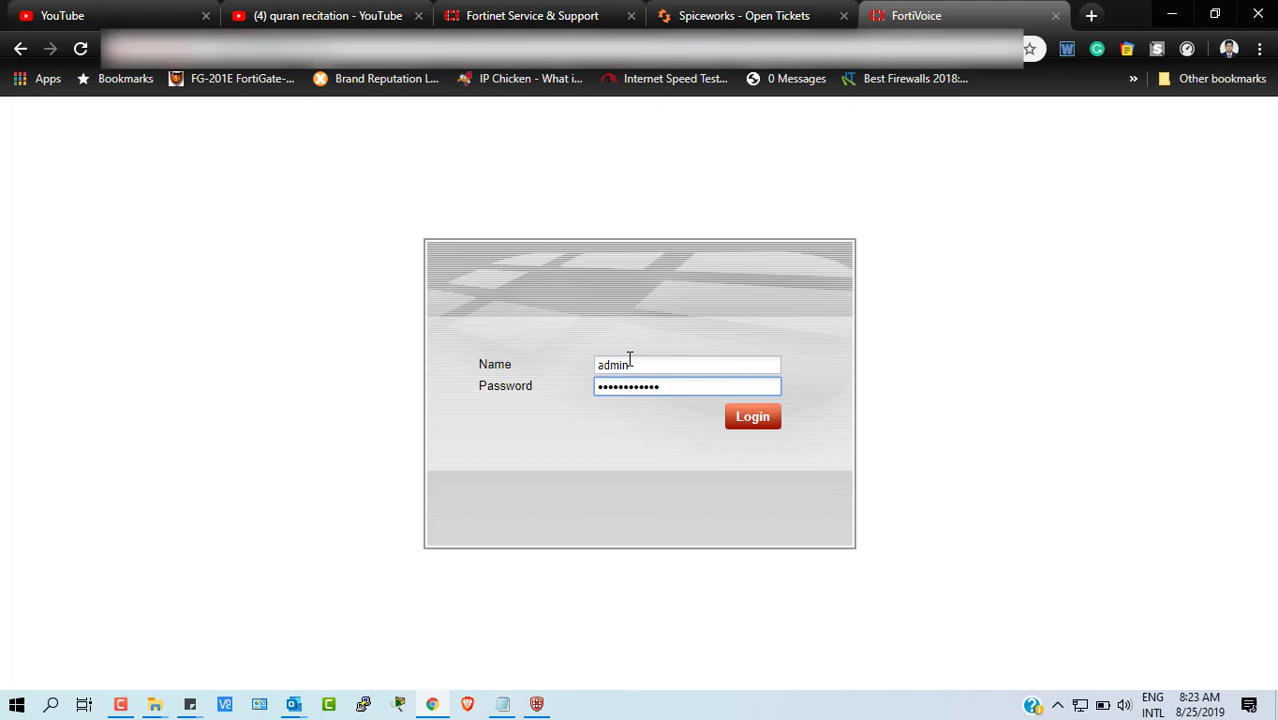 YouTube
(4) quran recitation - YouTube
Fortinet Service & Support
Spiceworks - Open Tickets
FortiVoice
Apps
Bookmarks
FG-201E FortiGate-...
Brand Reputation L...
IP Chicken - What i...
Internet Speed Test...
0 Messages
Best Firewalls 2018:...
»
Other bookmarks
Name
admin
Password
••••••••••••
Login
ENG
INTL
8:23 AM
8/25/2019